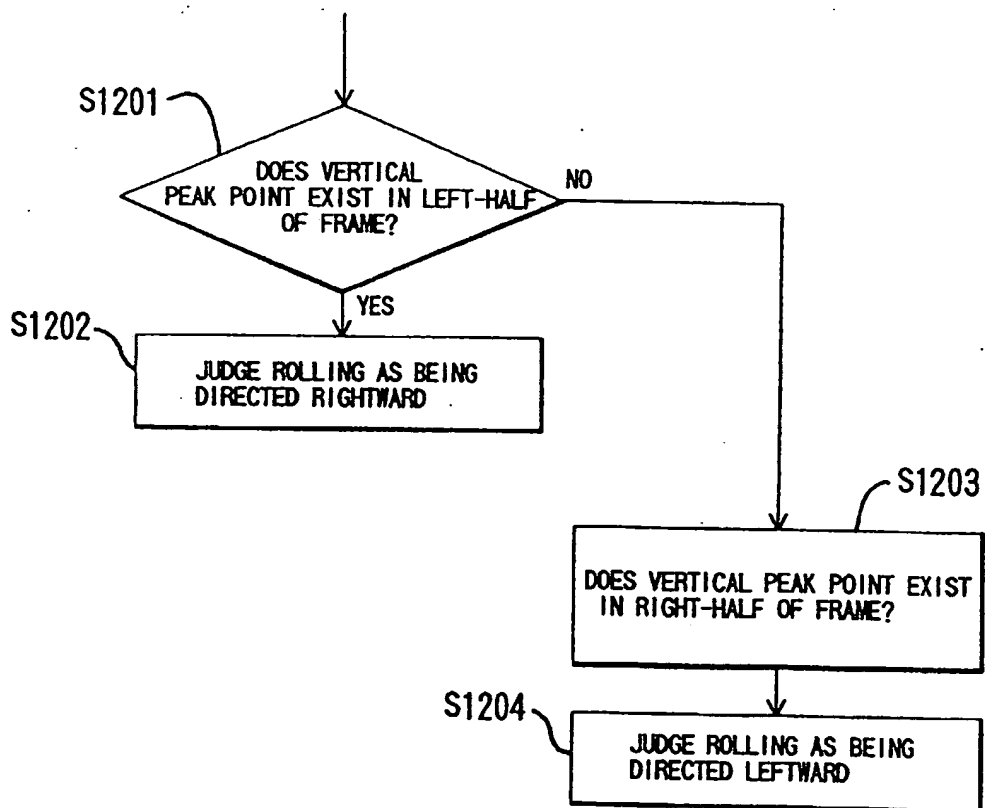 S1201
DOES VERTICAL
PEAK POINT EXIST IN LEFT-HALF
OF FRAME?
NO
YES
S1202
JUDGE ROLLING AS BEING
DIRECTED RIGHTWARD
S1203
DOES VERTICAL PEAK POINT EXIST
IN RIGHT-HALF OF FRAME?
S1204
JUDGE ROLLING AS BEING
DIRECTED LEFTWARD